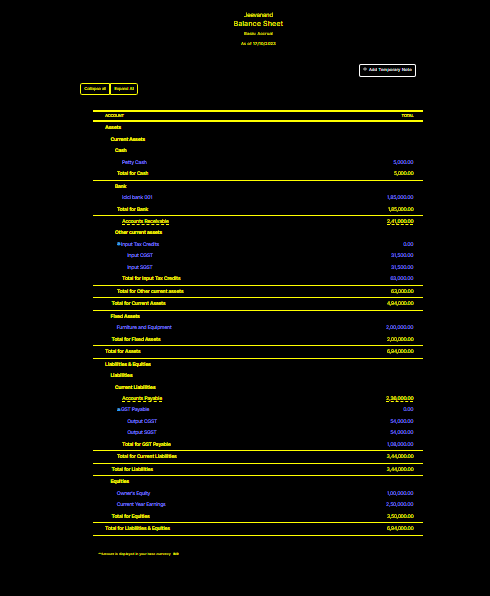 Jeevanand
Balance Sheet
Basis: Accrual
As of 17/10/2023
+ Add Temporary Note
Collapse all Expand All
ACCOUNT TOTAL
Assets
Current Assets
Cash
Petty Cash 5,000.00
Total for Cash 5,000.00
Bank
icici bank 001 1,85,000.00
Total for Bank 1,85,000.00
Accounts Receivable 2,41,000.00
Other current assets
Input Tax Credits 0.00
Input CGST 31,500.00
Input SGST 31,500.00
Total for Input Tax Credits 63,000.00
Total for Other current assets 63,000.00
Total for Current Assets 4,94,000.00
Fixed Assets
Furniture and Equipment 2,00,000.00
Total for Fixed Assets 2,00,000.00
Total for Assets 6,94,000.00
Liabilities & Equities
Liabilities
Current Liabilities
Accounts Payable 2,36,000.00
GST Payable 0.00
Output CGST 54,000.00
Output SGST 54,000.00
Total for GST Payable 1,08,000.00
Total for Current Liabilities 3,44,000.00
Total for Liabilities 3,44,000.00
Equities
Owner's Equity 1,00,000.00
Current Year Earnings 2,50,000.00
Total for Equities 3,50,000.00
Total for Liabilities & Equities 6,94,000.00
**Amount is displayed in your base currency INR